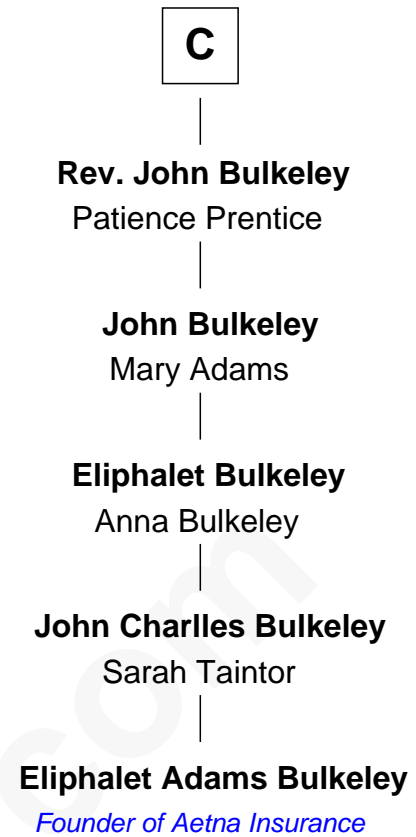 C
Rev. John Bulkeley
Patience Prentice
John Bulkeley
Mary Adams
Eliphalet Bulkeley
Anna Bulkeley
John Charlles Bulkeley
Sarah Taintor
Eliphalet Adams Bulkeley
Founder of Aetna Insurance
com